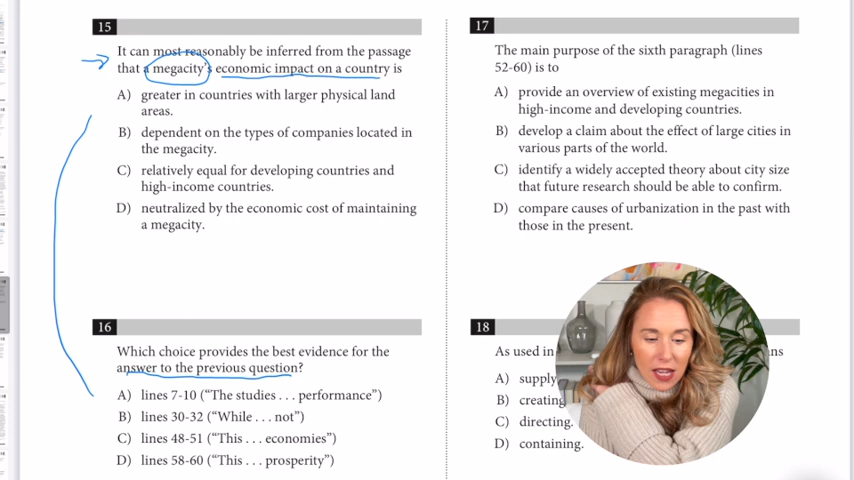 15
It can most reasonably be inferred from the passage
that a megacity's economic impact on a country is
A) greater in countries with larger physical land
areas.
B) dependent on the types of companies located in
the megacity.
C) relatively equal for developing countries and
high-income countries.
D) neutralized by the economic cost of maintaining
a megacity.
16
Which choice provides the best evidence for the
answer to the previous question?
A) lines 7-10 (“The studies . . . performance”)
B) lines 30-32 (“While . . . not”)
C) lines 48-51 (“This . . . economies”)
D) lines 58-60 (“This . . . prosperity”)
17
The main purpose of the sixth paragraph (lines
52-60) is to
A) provide an overview of existing megacities in
high-income and developing countries.
B) develop a claim about the effect of large cities in
various parts of the world.
C) identify a widely accepted theory about city size
that future research should be able to confirm.
D) compare causes of urbanization in the past with
those in the present.
18
As used in
A) supply
B) creating
C) directing.
D) containing.